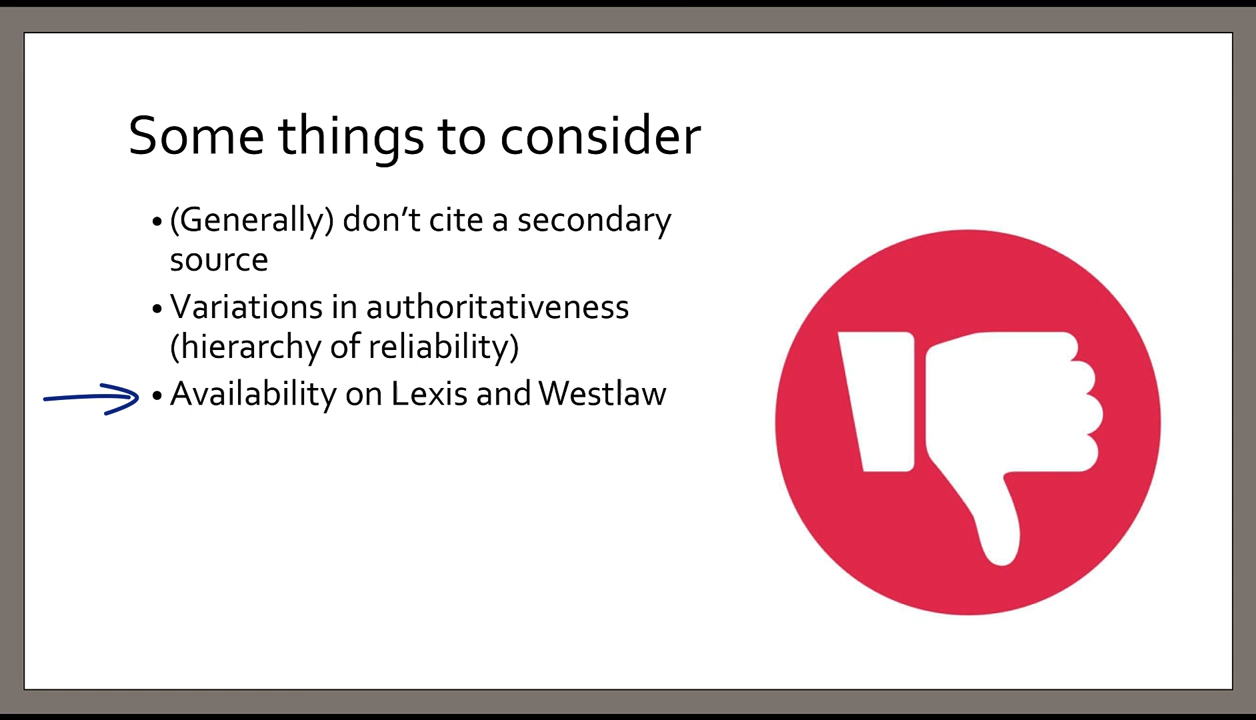 Some things to consider
• (Generally) don’t cite a secondary
source
• Variations in authoritativeness
(hierarchy of reliability)
• Availability on Lexis and Westlaw